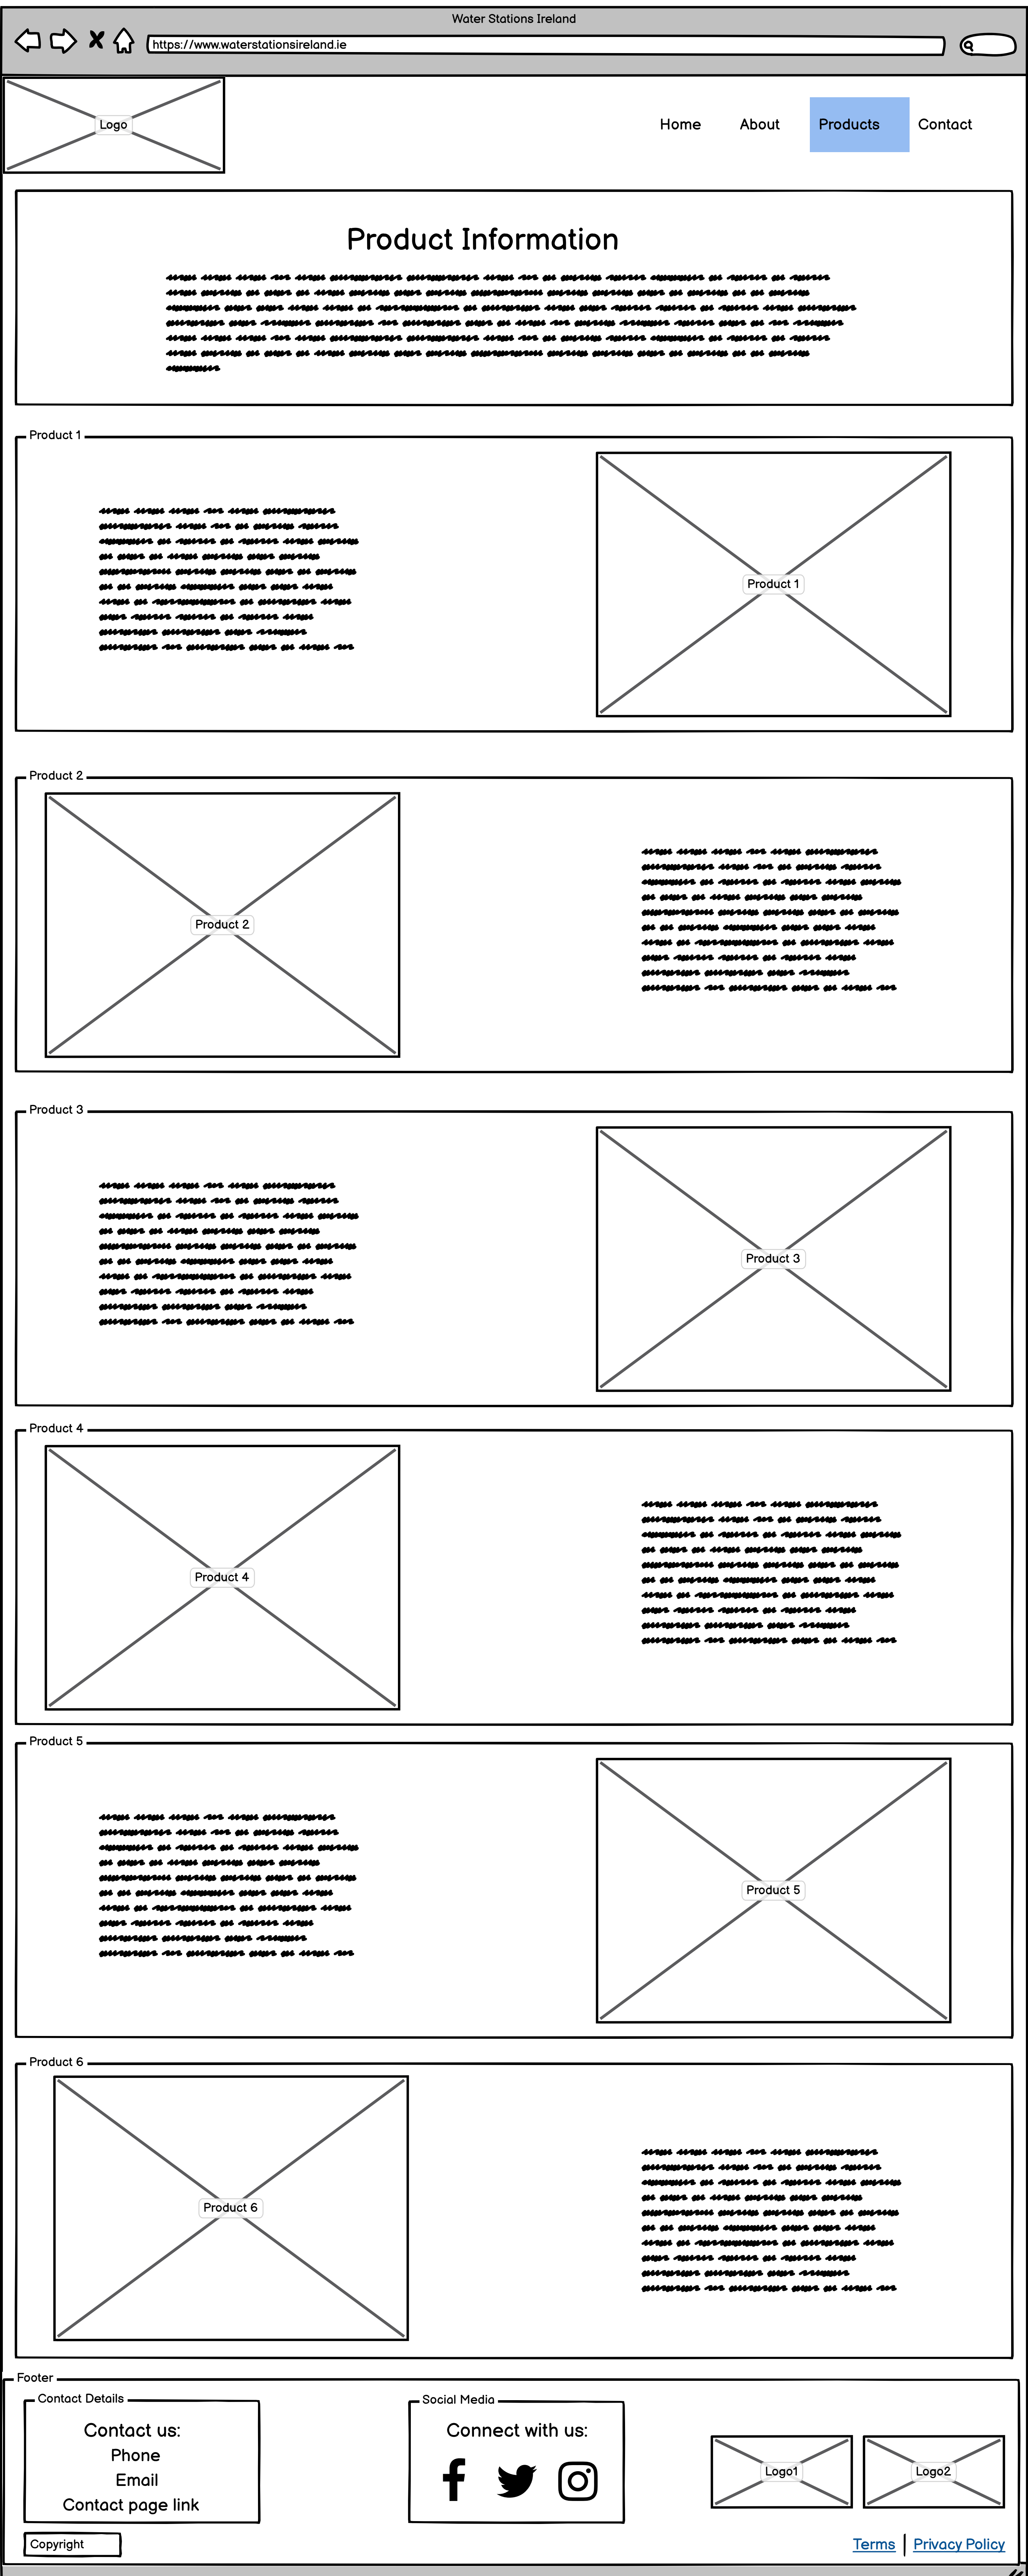 Water Stations Ireland
https://www.waterstationsireland.ie
Logo
Home About Products Contact
Product Information
Product 1
Product 1
Product 2
Product 2
Product 3
Product 3
Product 4
Product 4
Product 5
Product 5
Product 6
Product 6
Footer
Contact Details
Contact us:
Phone
Email
Contact page link
Social Media
Connect with us:
Logo1
Logo2
Copyright
Terms | Privacy Policy